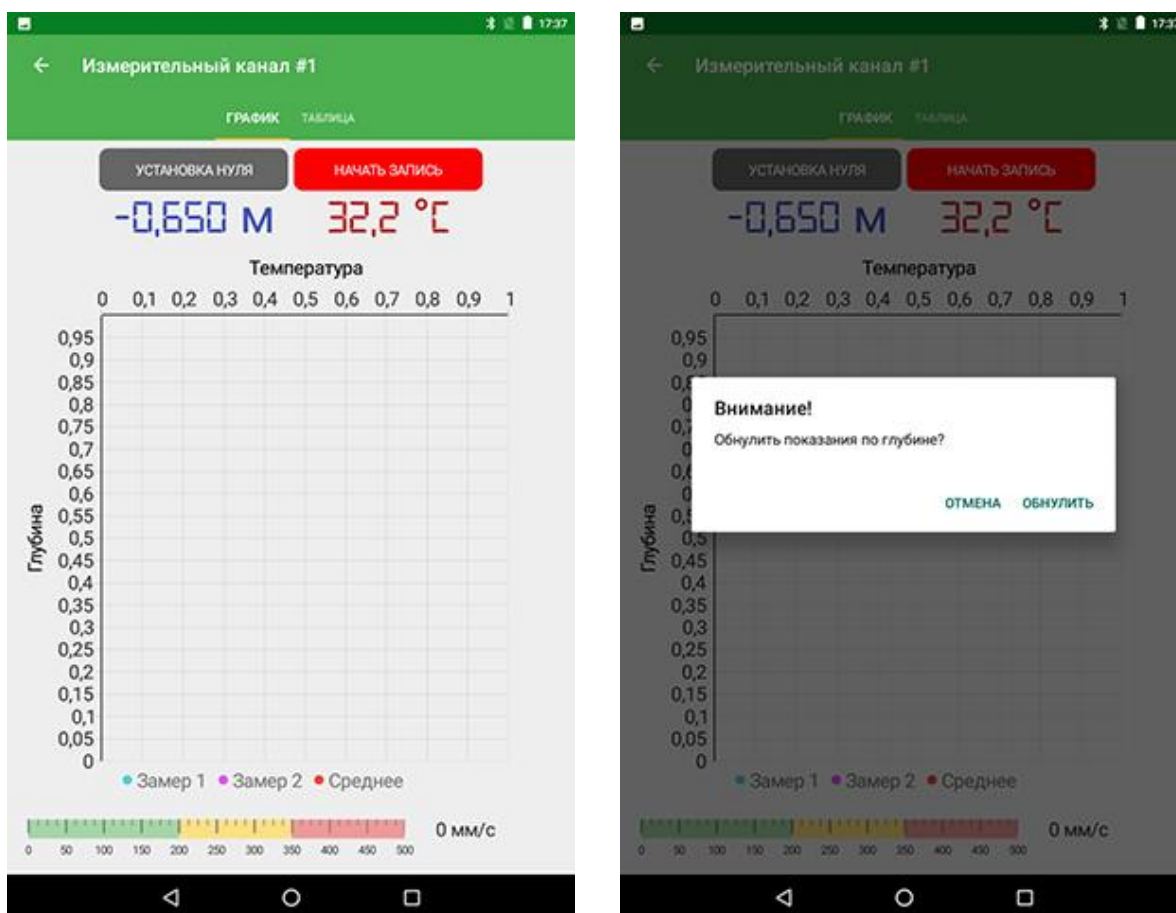 17:37
Измерительный канал #1
ГРАФИК ТАБЛИЦА
УСТАНОВКА НУЛЯ НАЧАТЬ ЗАПИСЬ
-0,650 м 32,2 °C
Температура
0 0,1 0,2 0,3 0,4 0,5 0,6 0,7 0,8 0,9 1
0,95
0,9
0,85
0,8
0,75
0,7
0,65
0,6
0,55
0,5
0,45
0,4
0,35
0,3
0,25
0,2
0,15
0,1
0,05
0
Глубина
Замер 1 Замер 2 Среднее
0 мм/с
0 50 100 150 200 250 300 350 400 450 500
17:37
Измерительный канал #1
ГРАФИК ТАБЛИЦА
УСТАНОВКА НУЛЯ НАЧАТЬ ЗАПИСЬ
-0,650 м 32,2 °C
Температура
0 0,1 0,2 0,3 0,4 0,5 0,6 0,7 0,8 0,9 1
0,95
0,9
Внимание!
Обнулить показания по глубине?
ОТМЕНА ОБНУЛИТЬ
0,5
0,45
0,4
0,35
0,3
0,25
0,2
0,15
0,1
0,05
0
Глубина
Замер 1 Замер 2 Среднее
0 мм/с
0 50 100 150 200 250 300 350 400 450 500